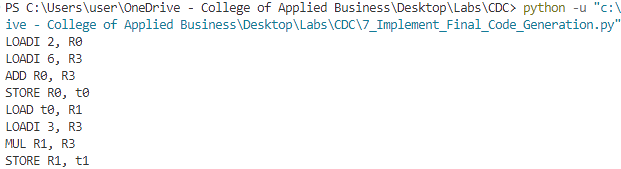 PS C:\Users\user\OneDrive - College of Applied Business\Desktop\Labs\CDC> python -u "c:\
ive - College of Applied Business\Desktop\Labs\CDC\7_Implement_Final_Code_Generation.py"
LOADI 2, R0
LOADI 6, R3
ADD R0, R3
STORE R0, t0
LOAD t0, R1
LOADI 3, R3
MUL R1, R3
STORE R1, t1